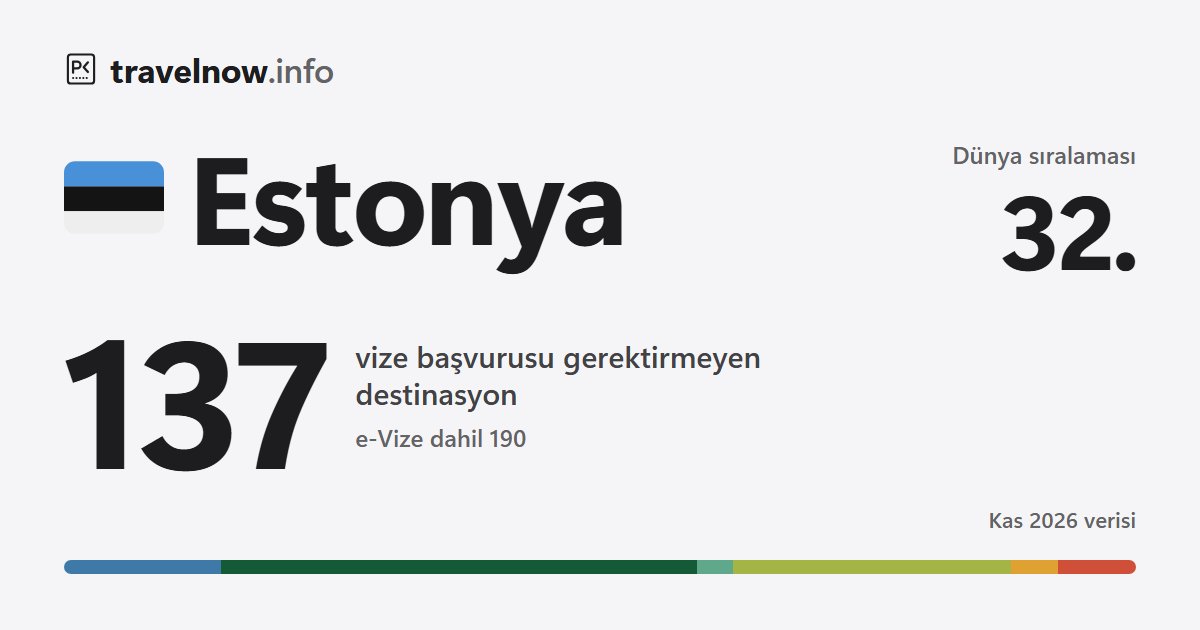 travelnow.info
Estonya
Dünya sıralaması
32.
137
vize başvurusu gerektirmeyen
destinasyon
e-Vize dahil 190
Kas 2026 verisi